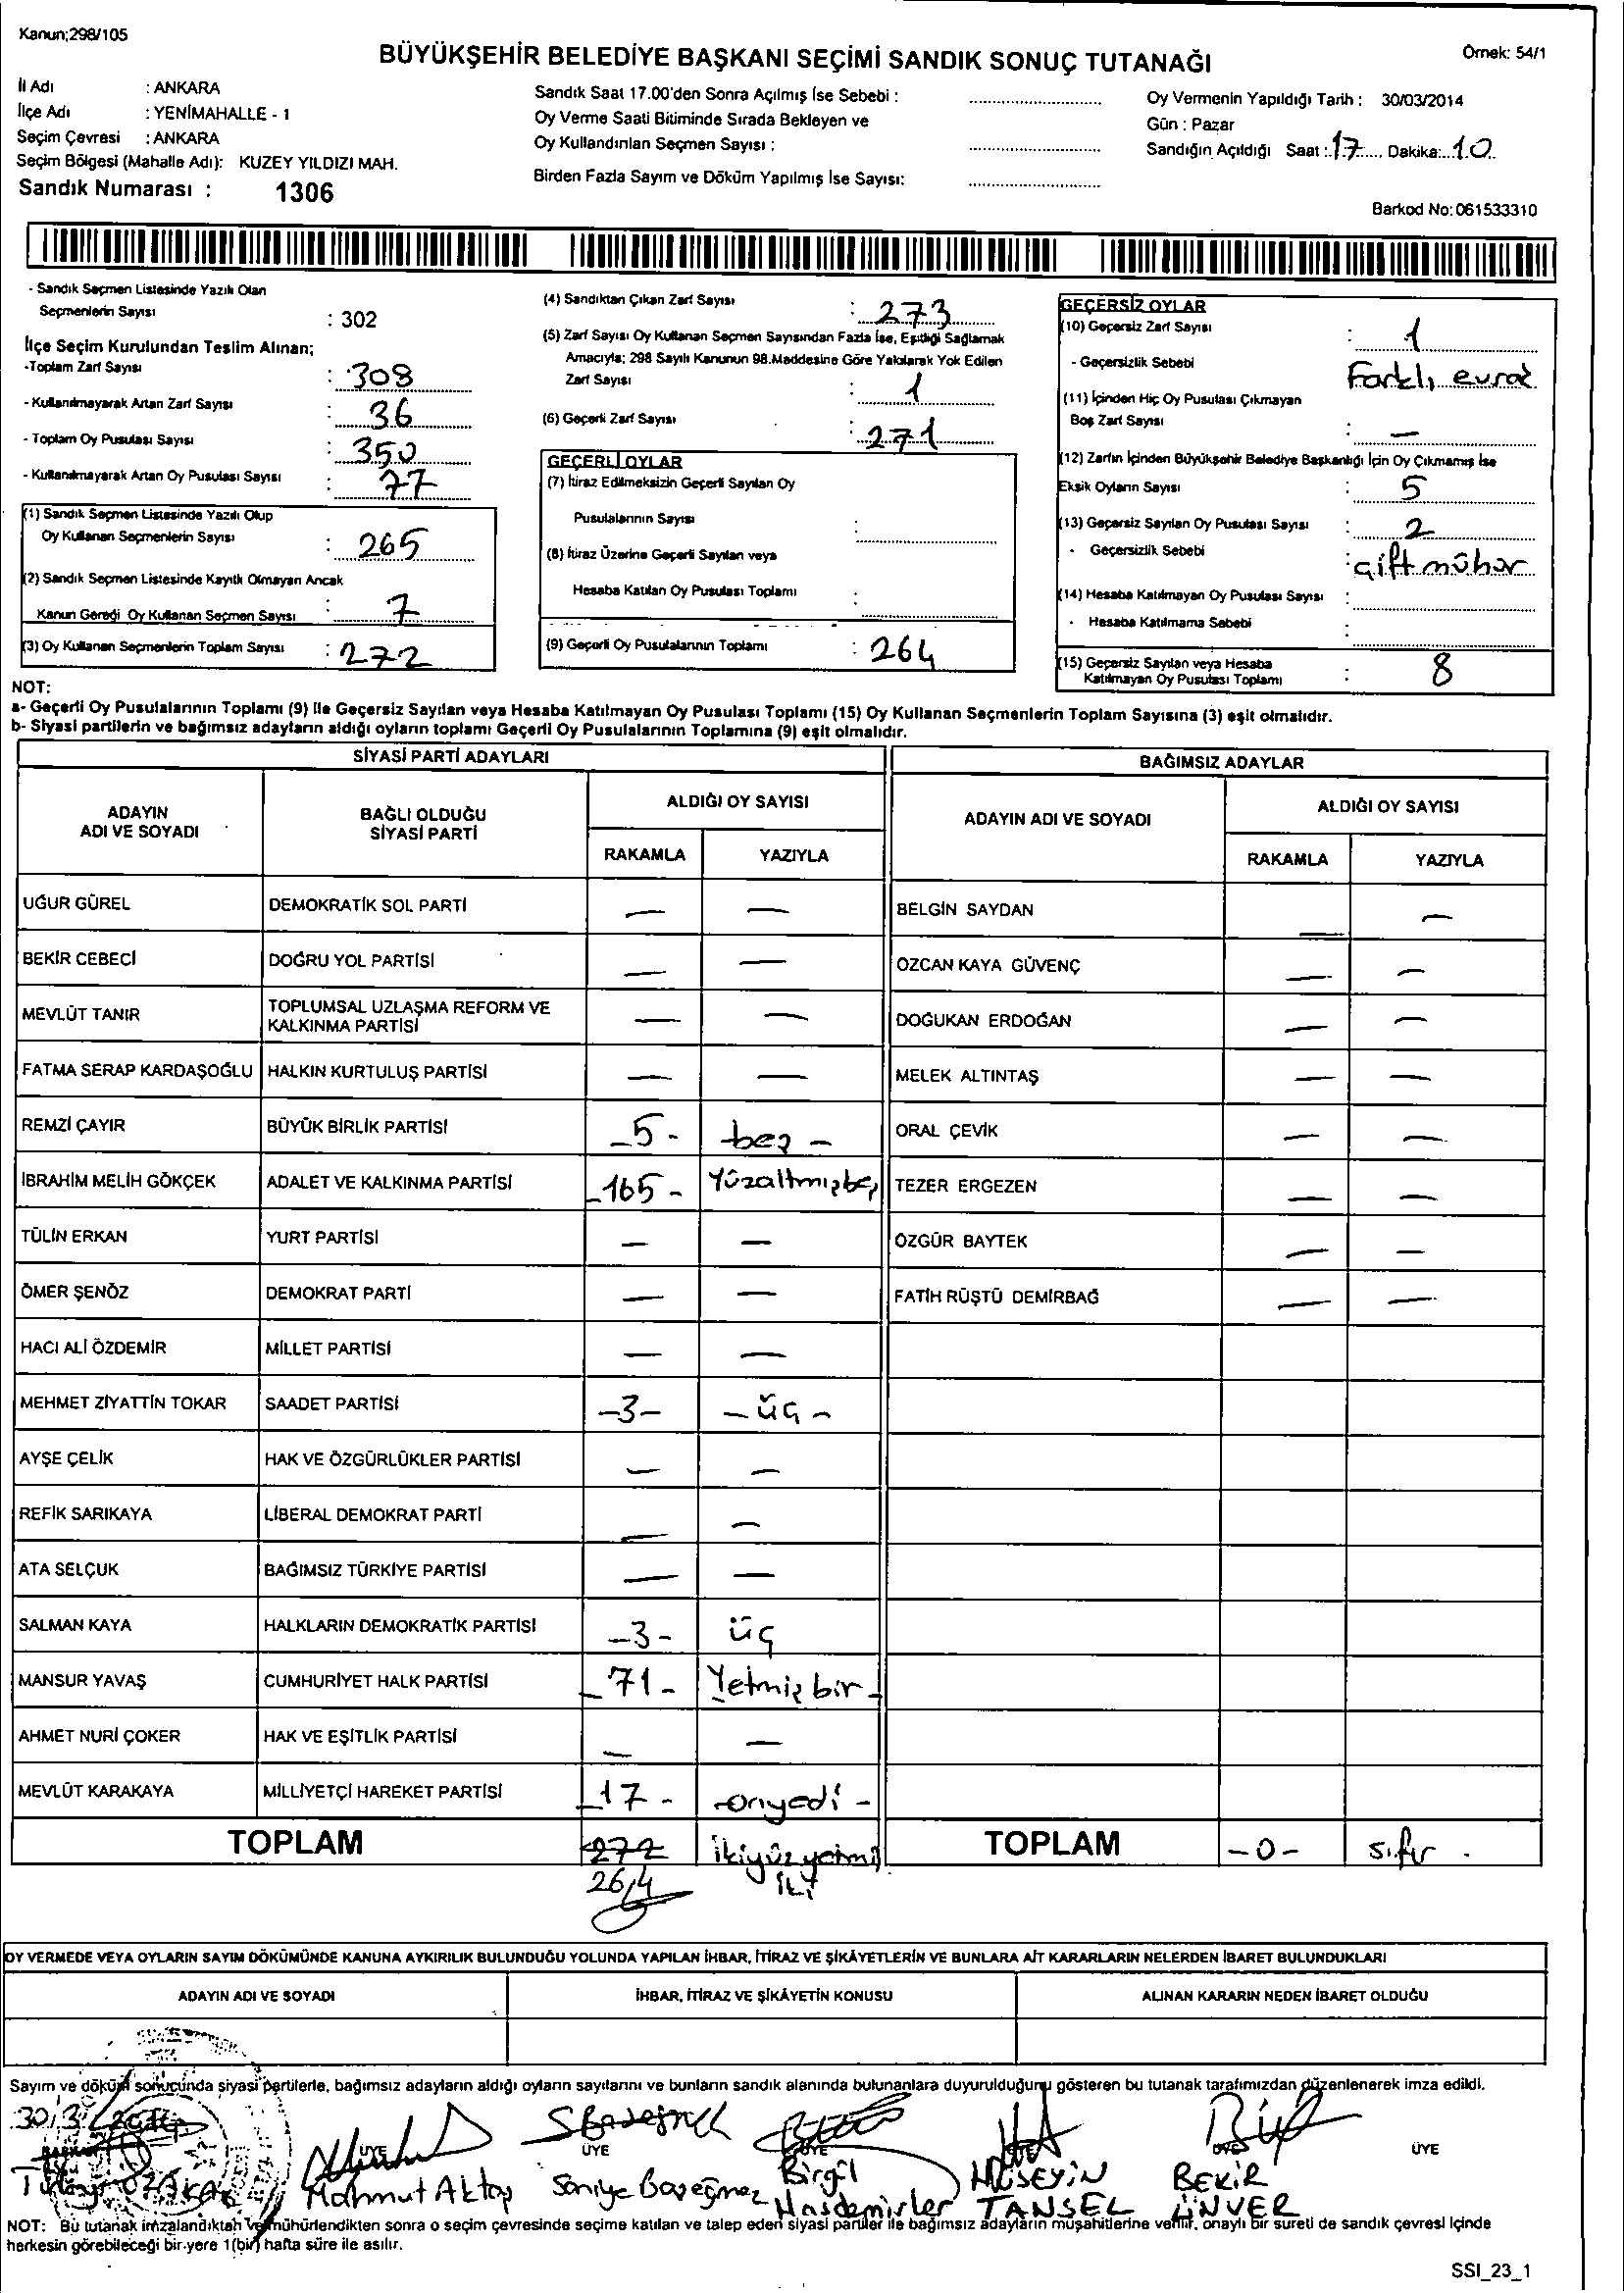 Kanun;298/105
BÜYÜKŞEHİR BELEDİYE BAŞKANI SEÇİMİ SANDIK SONUÇ TUTANAĞI
Örnek: 54/1
İl Adı : ANKARA
İlçe Adı : YENİMAHALLE - 1
Seçim Çevresi : ANKARA
Seçim Bölgesi (Mahalle Adı): KUZEY YILDIZI MAH.
Sandık Numarası : 1306
Sandık Saat 17.00'den Sonra Açılmış İse Sebebi :
Oy Verme Saati Bitiminde Sırada Bekleyen ve
Oy Kullandırılan Seçmen Sayısı :
Birden Fazla Sayım ve Döküm Yapılmış İse Sayısı:
Oy Vermenin Yapıldığı Tarih : 30/03/2014
Gün : Pazar
Sandığın Açıldığı Saat : 17 Dakika: 10
Barkod No: 061533310
- Sandık Seçmen Listesinde Yazılı Olan
Seçmenlerin Sayısı : 302
İlçe Seçim Kurulundan Teslim Alınan;
-Toplam Zarf Sayısı : 308
- Kullanılmayarak Artan Zarf Sayısı : 36
- Toplam Oy Pusulası Sayısı : 350
- Kullanılmayarak Artan Oy Pusulası Sayısı : 77
(1) Sandık Seçmen Listesinde Yazılı Olup
Oy Kullanan Seçmenlerin Sayısı : 265
(2) Sandık Seçmen Listesinde Kayıtlı Olmayan Ancak
Kanun Gereği Oy Kullanan Seçmen Sayısı : 7
(3) Oy Kullanan Seçmenlerin Toplam Sayısı : 272
(4) Sandıktan Çıkan Zarf Sayısı : 273
(5) Zarf Sayısı Oy Kullanan Seçmen Sayısından Fazla İse, Eşitliği Sağlamak
Amacıyla; 298 Sayılı Kanunun 98.Maddesine Göre Yakılarak Yok Edilen
Zarf Sayısı : 1
(6) Geçerli Zarf Sayısı : 271
GEÇERLİ OYLAR
(7) İtiraz Edilmeksizin Geçerli Sayılan Oy
Pusulalarının Sayısı :
(8) İtiraz Üzerine Geçerli Sayılan veya
Hesaba Katılan Oy Pusulası Toplamı :
(9) Geçerli Oy Pusulalarının Toplamı : 264
GEÇERSİZ OYLAR
(10) Geçersiz Zarf Sayısı : 1
- Geçersizlik Sebebi Farklı evrak
(11) İçinden Hiç Oy Pusulası Çıkmayan
Boş Zarf Sayısı : —
(12) Zarfın İçinden Büyükşehir Belediye Başkanlığı İçin Oy Çıkmamış İse
Eksik Oyların Sayısı : 5
(13) Geçersiz Sayılan Oy Pusulası Sayısı : 2
- Geçersizlik Sebebi : çift mühür
(14) Hesaba Katılmayan Oy Pusulası Sayısı :
- Hesaba Katılmama Sebebi :
(15) Geçersiz Sayılan veya Hesaba
Katılmayan Oy Pusulası Toplamı : 8
NOT:
a- Geçerli Oy Pusulalarının Toplamı (9) İle Geçersiz Sayılan veya Hesaba Katılmayan Oy Pusulası Toplamı (15) Oy Kullanan Seçmenlerin Toplam Sayısına (3) eşit olmalıdır.
b- Siyasi partilerin ve bağımsız adayların aldığı oyların toplamı Geçerli Oy Pusulalarının Toplamına (9) eşit olmalıdır.
SİYASİ PARTİ ADAYLARI
ADAYIN ADI VE SOYADI
BAĞLI OLDUĞU SİYASİ PARTİ
ALDIĞI OY SAYISI
RAKAMLA YAZIYLA
UĞUR GÜREL DEMOKRATİK SOL PARTİ — —
BEKİR CEBECİ DOĞRU YOL PARTİSİ — —
MEVLÜT TANIR TOPLUMSAL UZLAŞMA REFORM VE KALKINMA PARTİSİ — —
FATMA SERAP KARDAŞOĞLU HALKIN KURTULUŞ PARTİSİ — —
REMZİ ÇAYIR BÜYÜK BİRLİK PARTİSİ -5- beş -
İBRAHİM MELİH GÖKÇEK ADALET VE KALKINMA PARTİSİ -165- Yüzaltmışbeş
TÜLİN ERKAN YURT PARTİSİ — —
ÖMER ŞENÖZ DEMOKRAT PARTİ — —
HACI ALİ ÖZDEMİR MİLLET PARTİSİ — —
MEHMET ZİYATTİN TOKAR SAADET PARTİSİ -3- - üç -
AYŞE ÇELİK HAK VE ÖZGÜRLÜKLER PARTİSİ — —
REFİK SARIKAYA LİBERAL DEMOKRAT PARTİ — —
ATA SELÇUK BAĞIMSIZ TÜRKİYE PARTİSİ — —
SALMAN KAYA HALKLARIN DEMOKRATİK PARTİSİ -3- üç
MANSUR YAVAŞ CUMHURİYET HALK PARTİSİ -71- Yetmiş bir -
AHMET NURİ ÇOKER HAK VE EŞİTLİK PARTİSİ — —
MEVLÜT KARAKAYA MİLLİYETÇİ HAREKET PARTİSİ -17- -onyedi-
TOPLAM 272 ikiyüzyetmiş
264 iki
BAĞIMSIZ ADAYLAR
ADAYIN ADI VE SOYADI
ALDIĞI OY SAYISI
RAKAMLA YAZIYLA
BELGİN SAYDAN — —
ÖZCAN KAYA GÜVENÇ — —
DOĞUKAN ERDOĞAN — —
MELEK ALTINTAŞ — —
ORAL ÇEVİK — —
TEZER ERGEZEN — —
ÖZGÜR BAYTEK — —
FATİH RÜŞTÜ DEMİRBAĞ — —
TOPLAM -0- sıfır
OY VERMEDE VEYA OYLARIN SAYIM DÖKÜMÜNDE KANUNA AYKIRILIK BULUNDUĞU YOLUNDA YAPILAN İHBAR, İTİRAZ VE ŞİKÂYETLERİN VE BUNLARA AİT KARARLARIN NELERDEN İBARET BULUNDUKLARI
ADAYIN ADI VE SOYADI
İHBAR, İTİRAZ VE ŞİKÂYETİN KONUSU
ALINAN KARARIN NEDEN İBARET OLDUĞU
Sayım ve döküm sonucunda siyasi partilerle, bağımsız adayların aldığı oyların sayılarını ve bunların sandık alanında bulunanlara duyurulduğunu gösteren bu tutanak tarafımızdan düzenlenerek imza edildi.
30/3/2014
BAŞKAN ÜYE ÜYE ÜYE ÜYE ÜYE ÜYE
Mahmut Aktop Saniye Bozeğmez Birgül Hasdemirler HÜSEYİN TANSEL BEKİR ÜNVER
NOT: Bu tutanak imzalandıktan ve mühürlendikten sonra o seçim çevresinde seçime katılan ve talep eden siyasi partiler ile bağımsız adayların müşahitlerine verilir, onaylı bir sureti de sandık çevresi içinde
herkesin görebileceği bir yere 1(bir) hafta süre ile asılır.
SSI_23_1